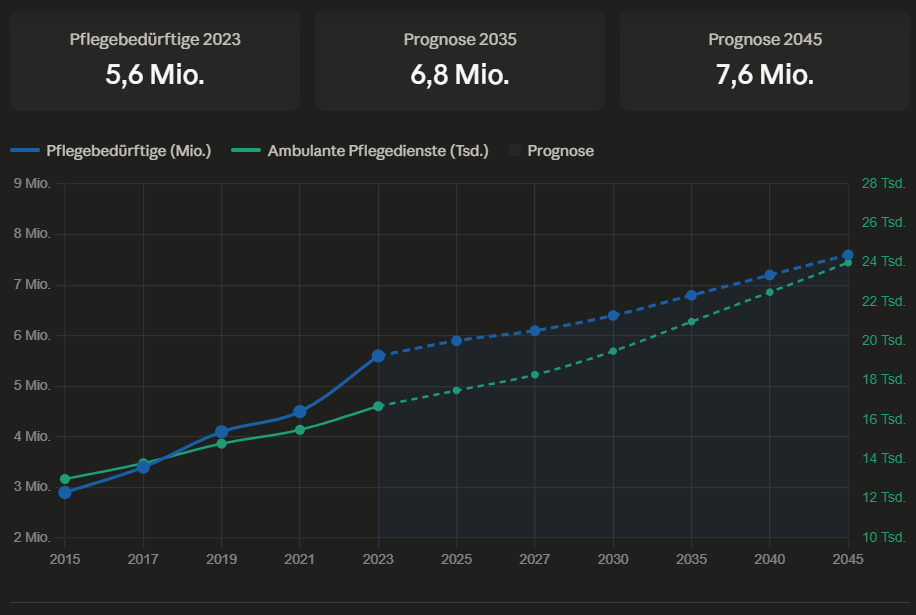 Pflegebedürftige 2023
5,6 Mio.
Prognose 2035
6,8 Mio.
Prognose 2045
7,6 Mio.
Pflegebedürftige (Mio.) Ambulante Pflegedienste (Tsd.) Prognose
9 Mio. 28 Tsd.
26 Tsd.
8 Mio.
24 Tsd.
7 Mio.
22 Tsd.
6 Mio.
20 Tsd.
5 Mio.
18 Tsd.
16 Tsd.
4 Mio.
14 Tsd.
3 Mio.
12 Tsd.
2 Mio. 10 Tsd.
2015 2017 2019 2021 2023 2025 2027 2030 2035 2040 2045